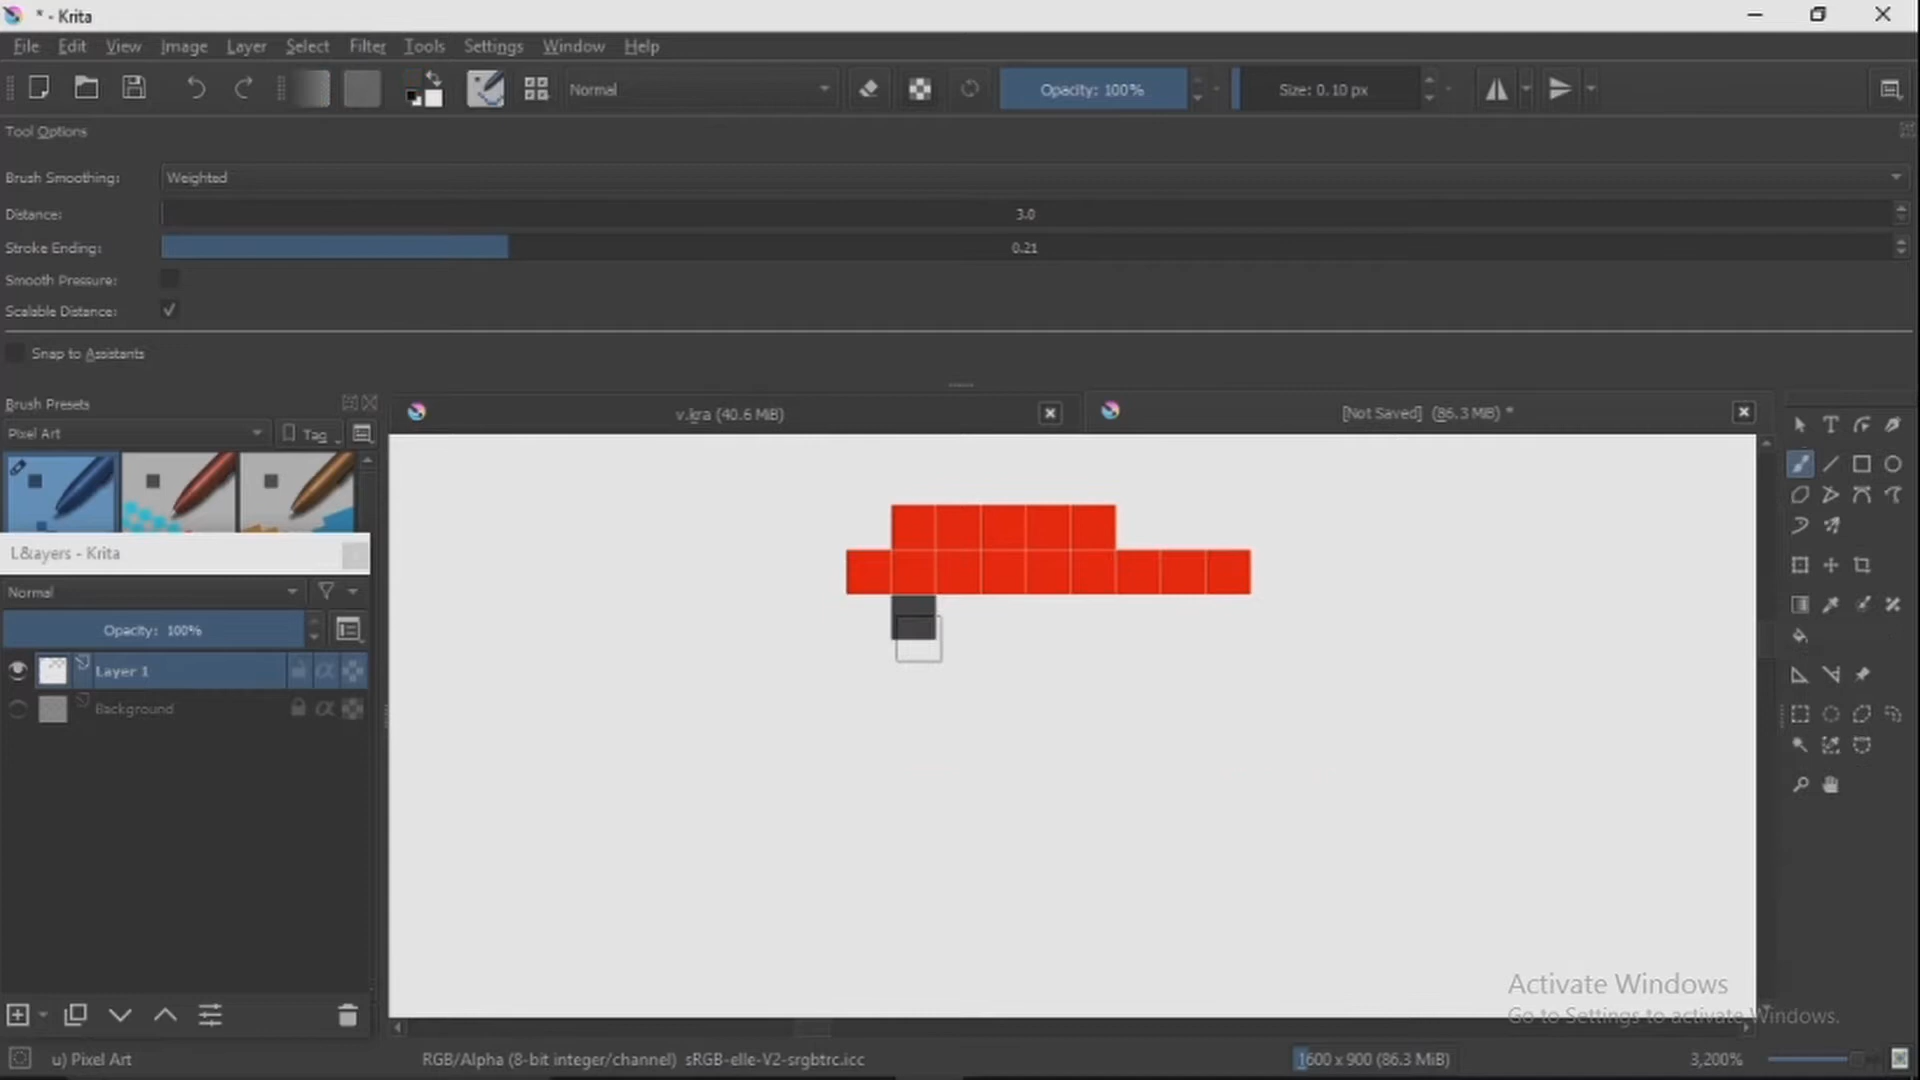 * - Krita
File Edit View Image Layer Select Filter Tools Settings Window Help
Normal Opacity: 100% Size: 0.10 px
Tool Options
Brush Smoothing: Weighted
Distance: 3.0
Stroke Ending: 0.21
Smooth Pressure:
Scalable Distance:
Snap to Assistants
Brush Presets
v.kra (40.6 MiB)
[Not Saved] (86.3 MiB) *
Pixel Art Tag
L&ayers - Krita
Normal
Opacity: 100%
Layer 1
Background
Activate Windows
Go to Settings to activate Windows.
u) Pixel Art
RGB/Alpha (8-bit integer/channel) sRGB-elle-V2-srgbtrc.icc
1600 x 900 (86.3 MiB)
3,200%